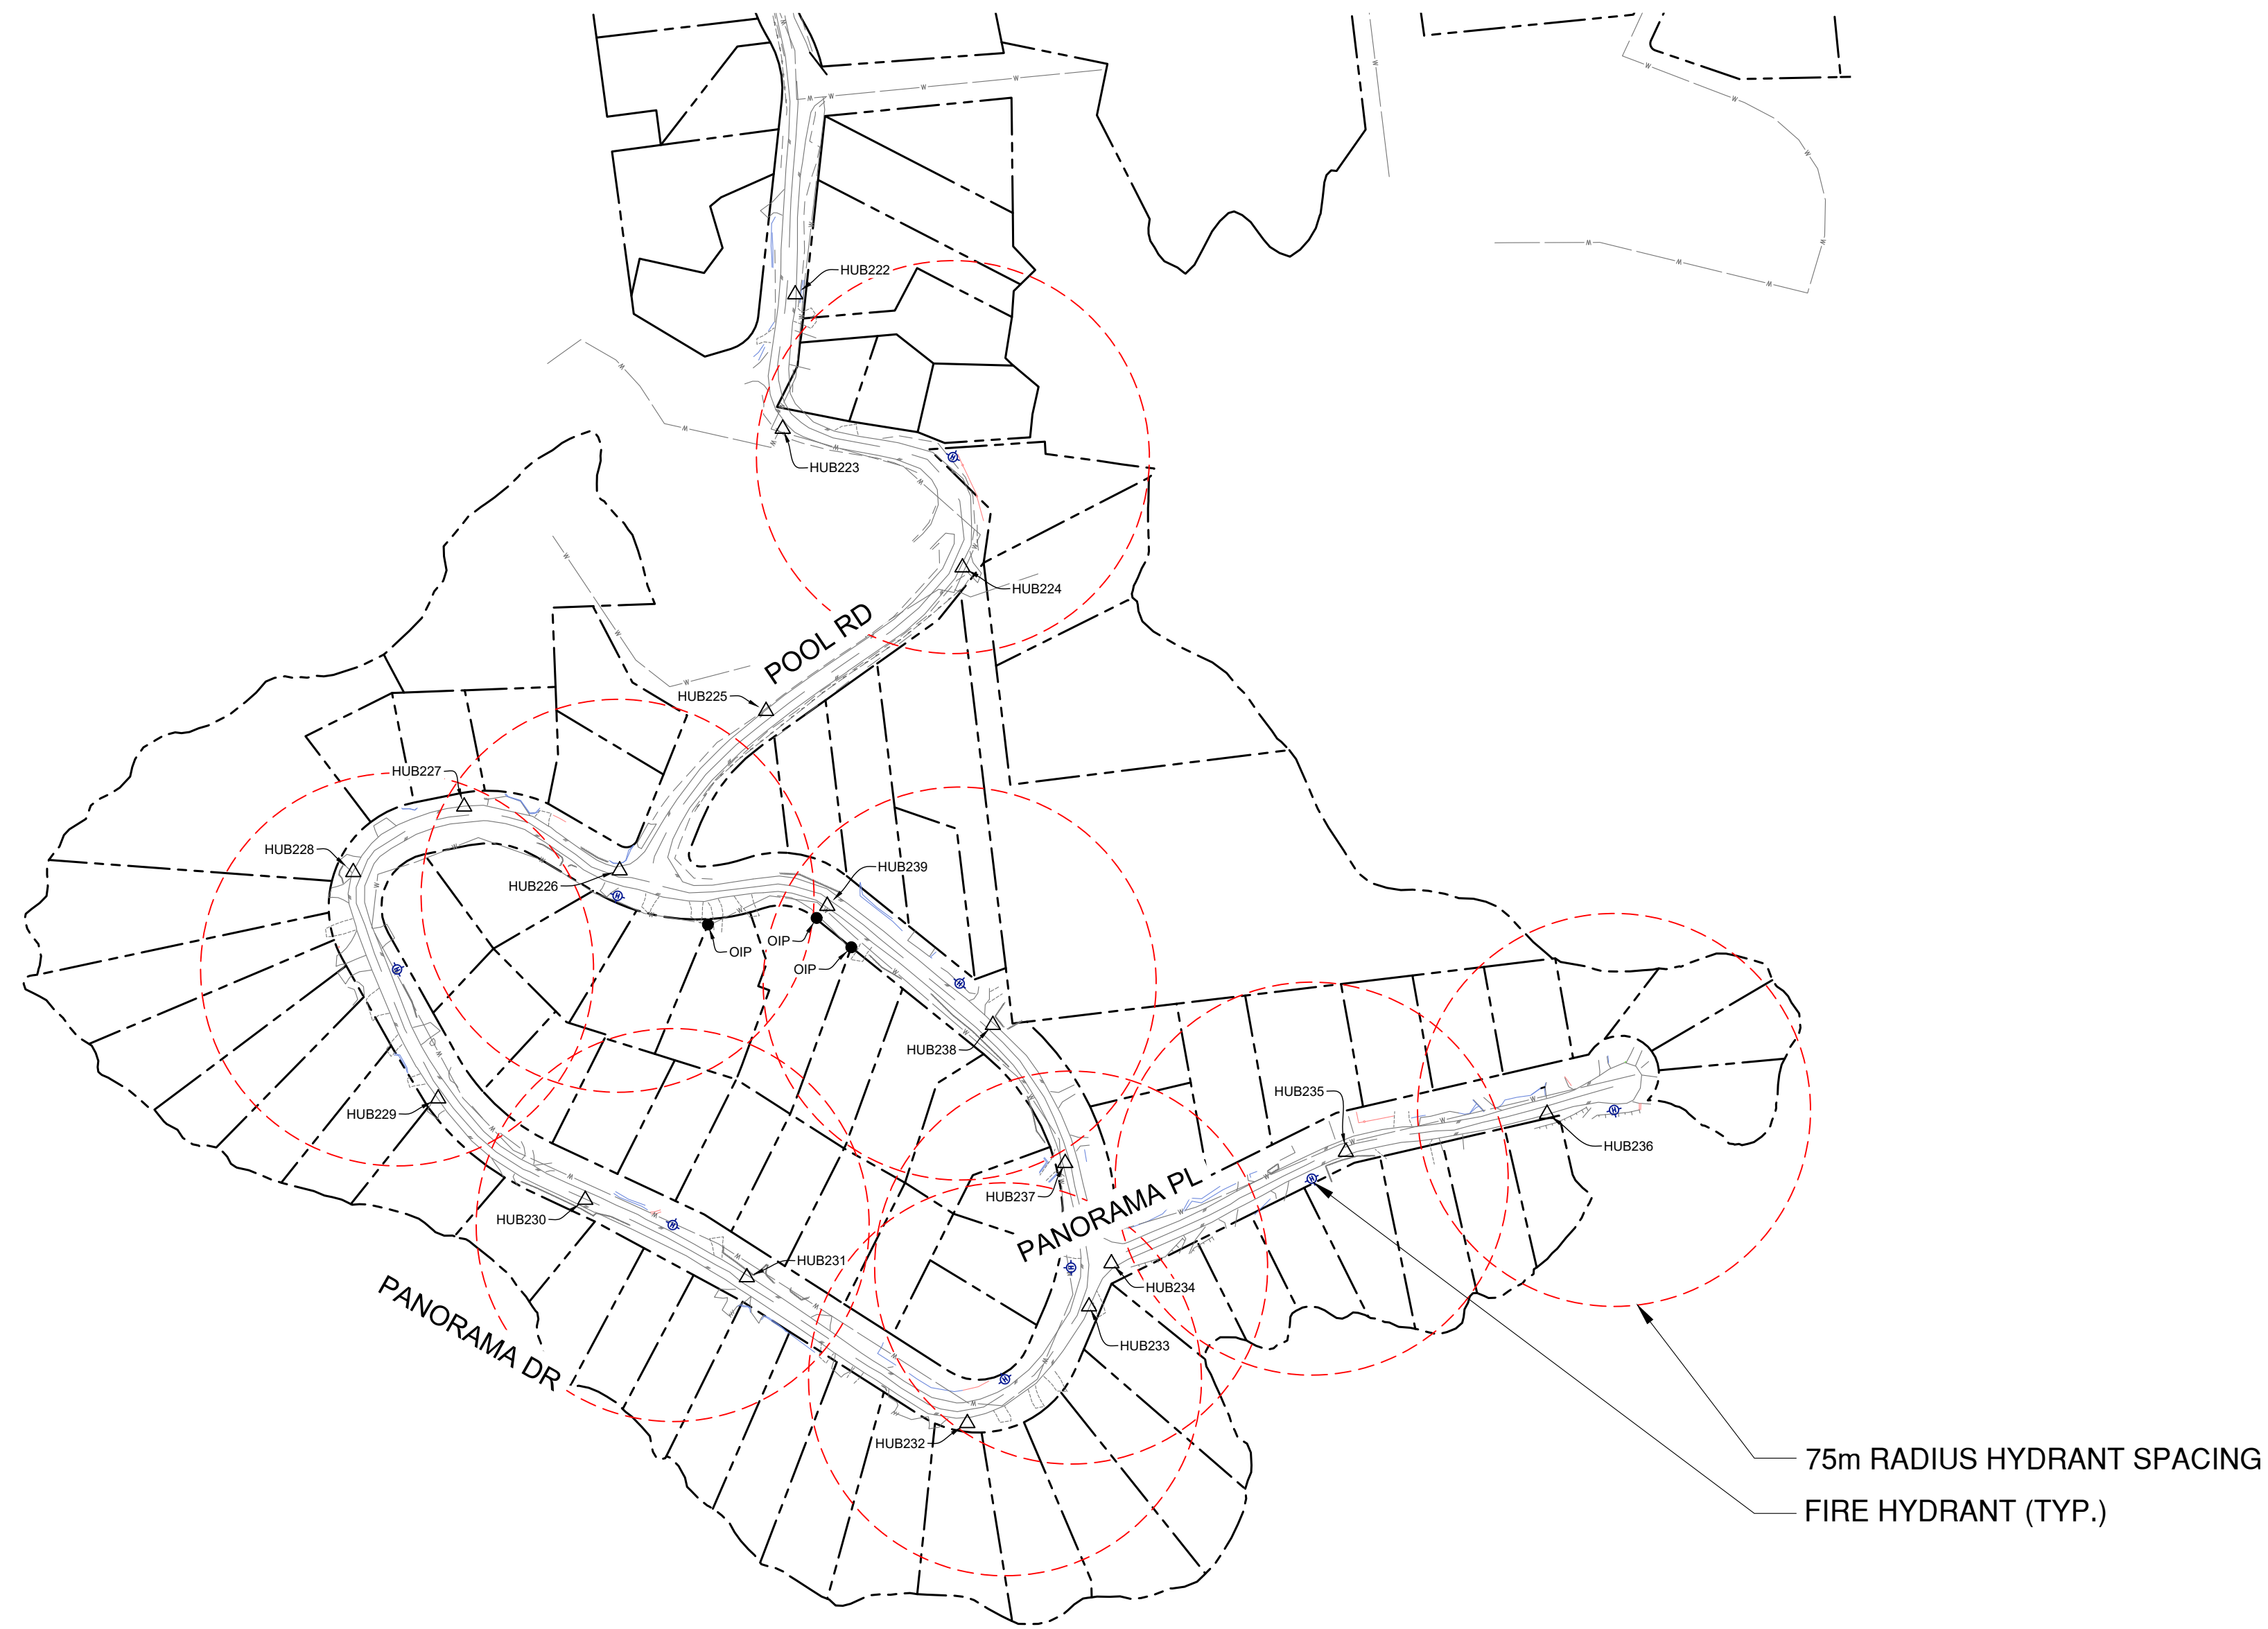 HUB222
HUB223
HUB224
POOL RD
HUB225
HUB227
HUB228
HUB239
HUB226
OIP
OIP
OIP
HUB238
HUB235
HUB229
HUB236
HUB237
PANORAMA PL
HUB230
HUB231
HUB234
PANORAMA DR
HUB233
HUB232
75m RADIUS HYDRANT SPACING
FIRE HYDRANT (TYP.)